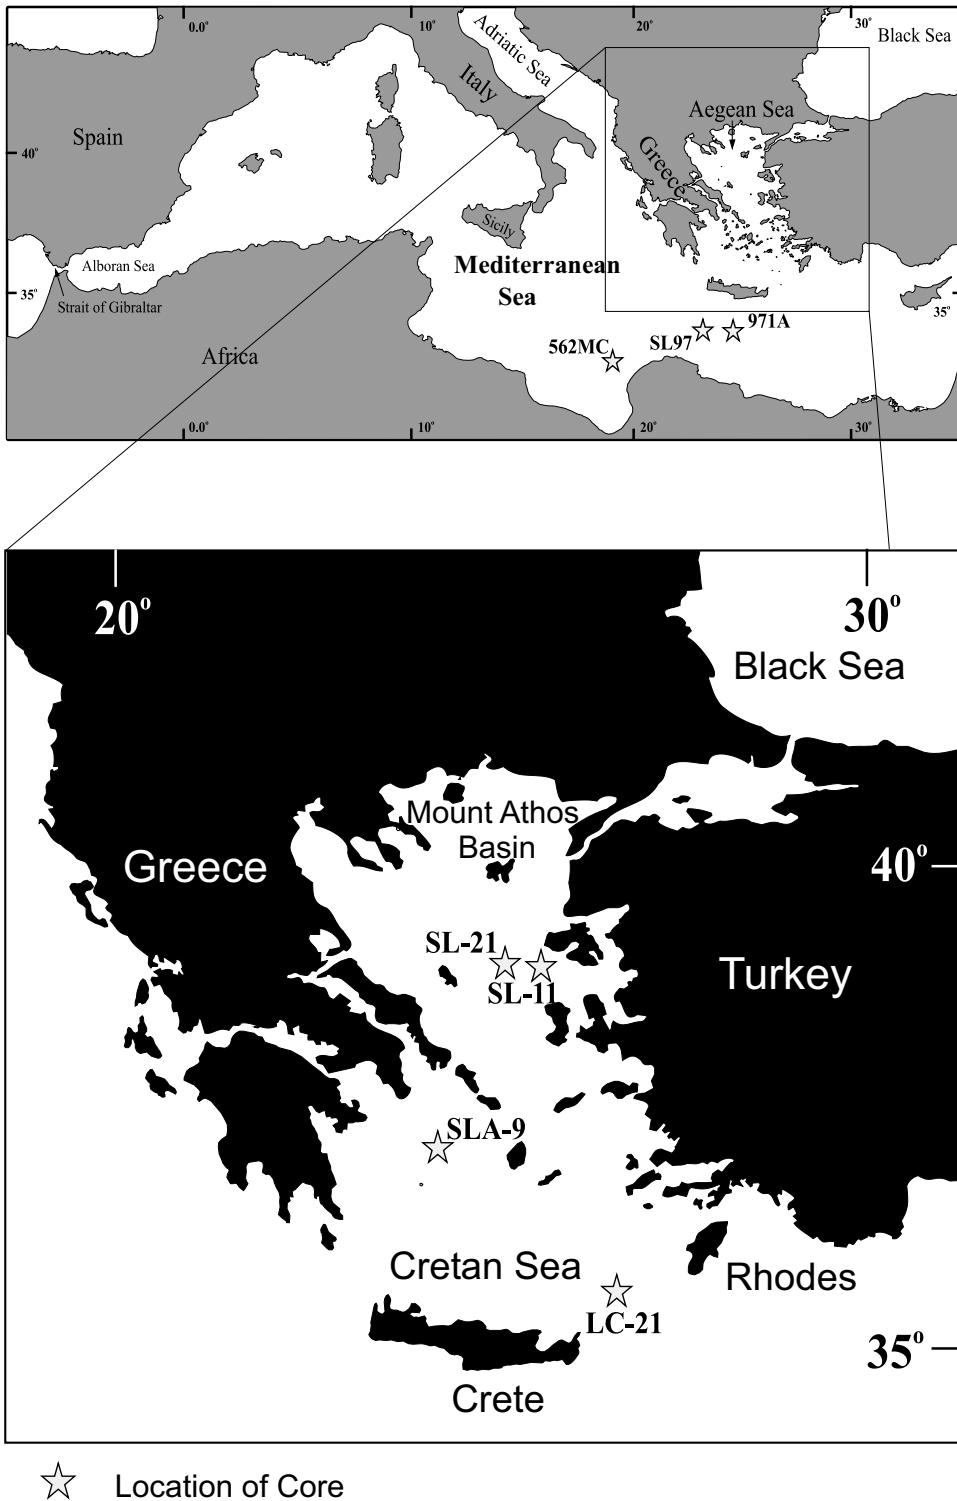 0.0°
10°
20°
30°
Black Sea
Adriatic Sea
Italy
Spain
Aegean Sea
40°
Greece
Sicily
Alboran Sea
Mediterranean
Sea
Strait of Gibraltar
35°
35°
971A
SL97
562MC
Africa
0.0°
10°
20°
30°
20°
30°
Black Sea
Mount Athos
Basin
Greece
40°
SL-21
SL-11
Turkey
SLA-9
Cretan Sea
Rhodes
LC-21
35°
Crete
Location of Core